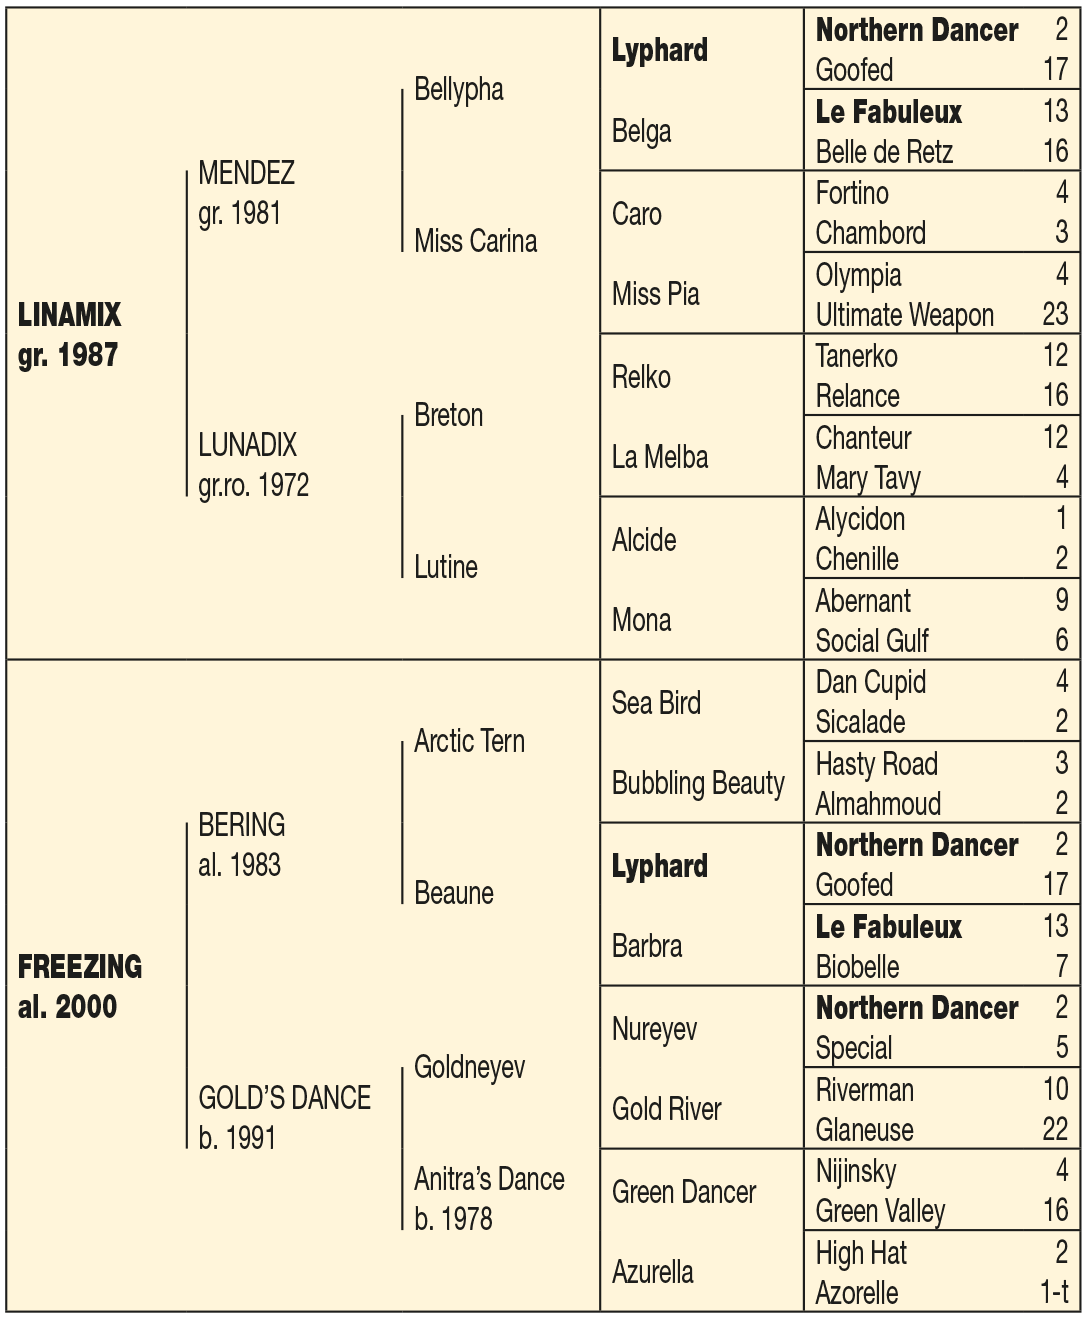 LINAMIX
gr. 1987
MENDEZ
gr. 1981
Bellypha
Lyphard
Northern Dancer 2
Goofed 17
Belga
Le Fabuleux 13
Belle de Retz 16
Miss Carina
Caro
Fortino 4
Chambord 3
Miss Pia
Olympia 4
Ultimate Weapon 23
LUNADIX
gr.ro. 1972
Breton
Relko
Tanerko 12
Relance 16
La Melba
Chanteur 12
Mary Tavy 4
Lutine
Alcide
Alycidon 1
Chenille 2
Mona
Abernant 9
Social Gulf 6
FREEZING
al. 2000
BERING
al. 1983
Arctic Tern
Sea Bird
Dan Cupid 4
Sicalade 2
Bubbling Beauty
Hasty Road 3
Almahmoud 2
Beaune
Lyphard
Northern Dancer 2
Goofed 17
Barbra
Le Fabuleux 13
Biobelle 7
GOLD'S DANCE
b. 1991
Goldneyev
Nureyev
Northern Dancer 2
Special 5
Gold River
Riverman 10
Glaneuse 22
Anitra's Dance
b. 1978
Green Dancer
Nijinsky 4
Green Valley 16
Azurella
High Hat 2
Azorelle 1-t